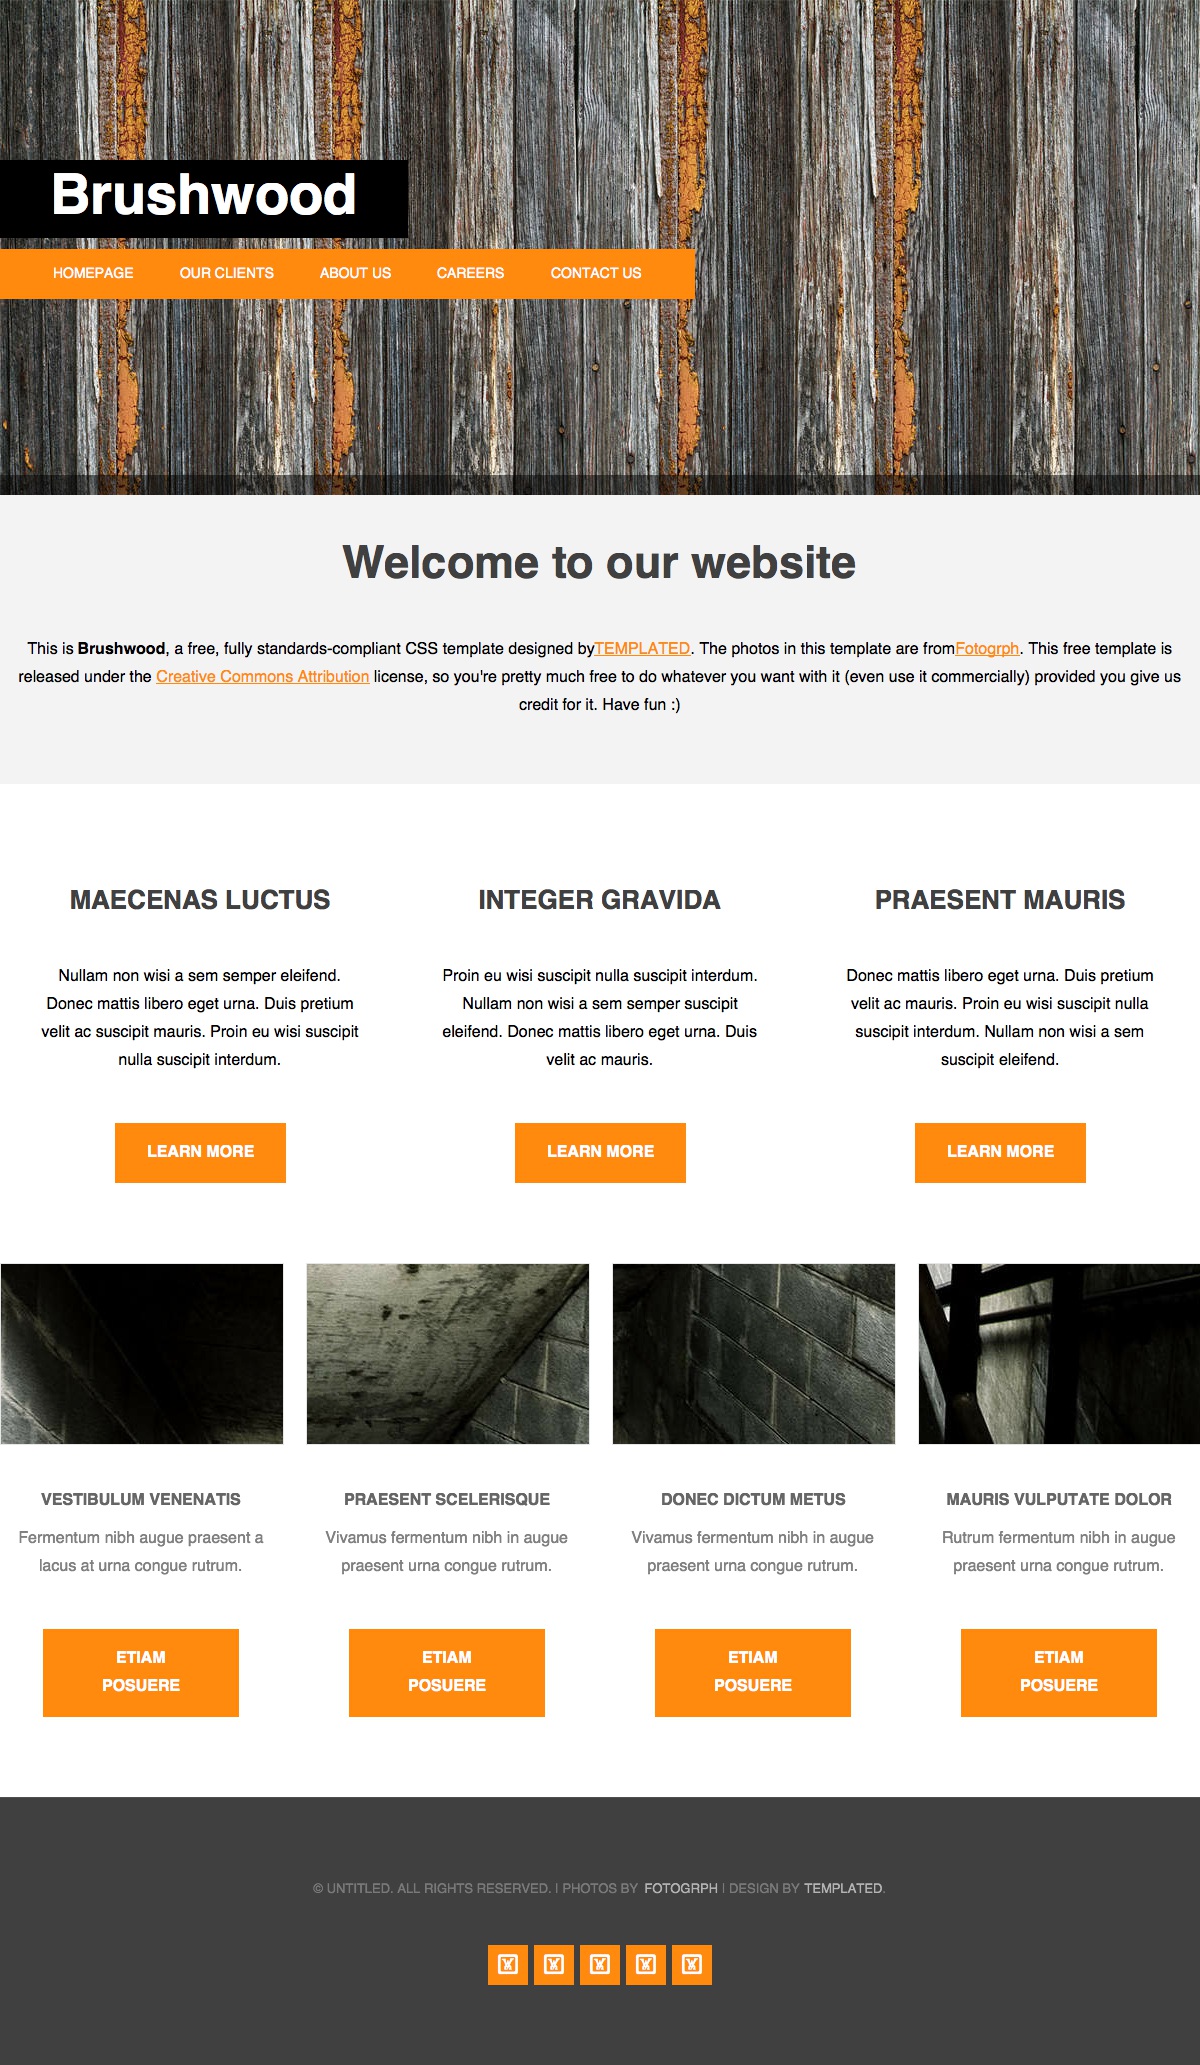 Brushwood
HOMEPAGE OUR CLIENTS ABOUT US CAREERS CONTACT US
Welcome to our website
This is Brushwood, a free, fully standards-compliant CSS template designed byTEMPLATED. The photos in this template are fromFotogrph. This free template is
released under the Creative Commons Attribution license, so you're pretty much free to do whatever you want with it (even use it commercially) provided you give us
credit for it. Have fun :)
MAECENAS LUCTUS
Nullam non wisi a sem semper eleifend.
Donec mattis libero eget urna. Duis pretium
velit ac suscipit mauris. Proin eu wisi suscipit
nulla suscipit interdum.
LEARN MORE
INTEGER GRAVIDA
Proin eu wisi suscipit nulla suscipit interdum.
Nullam non wisi a sem semper suscipit
eleifend. Donec mattis libero eget urna. Duis
velit ac mauris.
LEARN MORE
PRAESENT MAURIS
Donec mattis libero eget urna. Duis pretium
velit ac mauris. Proin eu wisi suscipit nulla
suscipit interdum. Nullam non wisi a sem
suscipit eleifend.
LEARN MORE
VESTIBULUM VENENATIS
Fermentum nibh augue praesent a
lacus at urna congue rutrum.
ETIAM
POSUERE
PRAESENT SCELERISQUE
Vivamus fermentum nibh in augue
praesent urna congue rutrum.
ETIAM
POSUERE
DONEC DICTUM METUS
Vivamus fermentum nibh in augue
praesent urna congue rutrum.
ETIAM
POSUERE
MAURIS VULPUTATE DOLOR
Rutrum fermentum nibh in augue
praesent urna congue rutrum.
ETIAM
POSUERE
© UNTITLED. ALL RIGHTS RESERVED. | PHOTOS BY FOTOGRPH | DESIGN BY TEMPLATED.